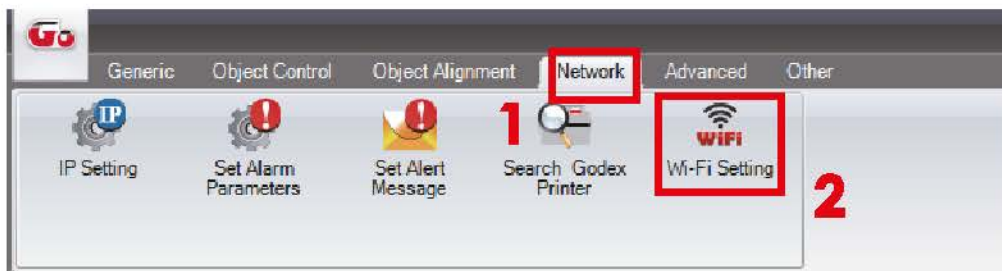 Go
Generic Object Control Object Alignment Network Advanced Other
IP
1
WiFi
IP Setting Set Alarm Parameters Set Alert Message Search Godex Printer Wi-Fi Setting
2